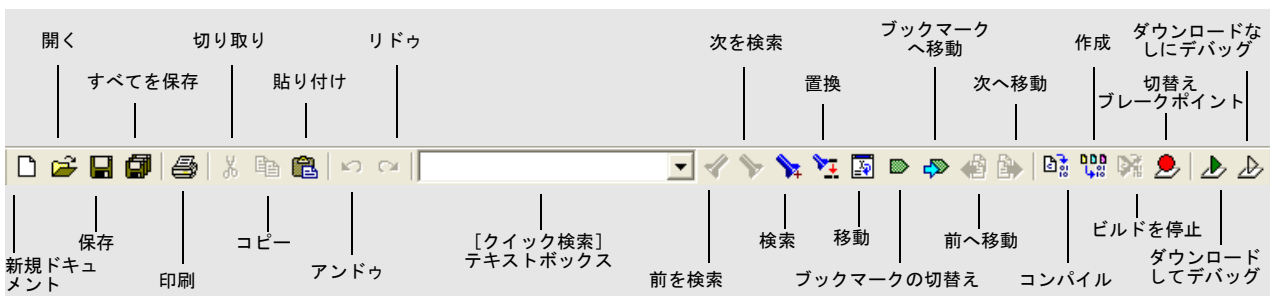 開く
切り取り
リドゥ
次を検索
ブックマーク
へ移動
作成
ダウンロードな
しにデバッグ
すべてを保存
貼り付け
置換
次へ移動
切替え
ブレークポイント
新規ドキュ
メント
保存
印刷
コピー
アンドゥ
[クイック検索]
テキストボックス
前を検索
検索
移動
ブックマークの切替え
前へ移動
コンパイル
ビルドを停止
ダウンロード
してデバッグ